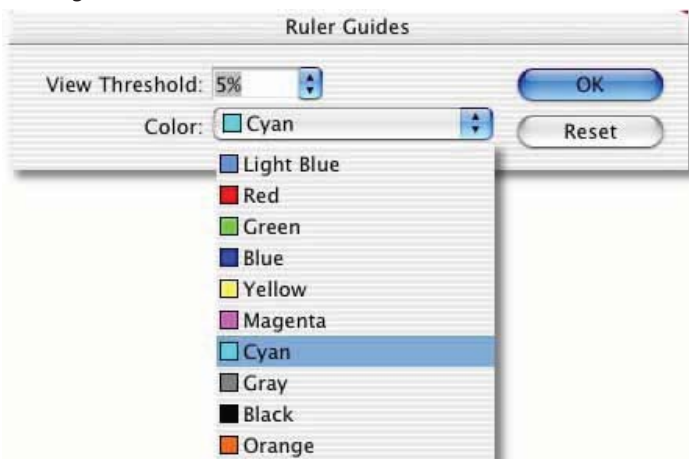 Ruler Guides
View Threshold: 5%
OK
Color: Cyan
Reset
Light Blue
Red
Green
Blue
Yellow
Magenta
Cyan
Gray
Black
Orange